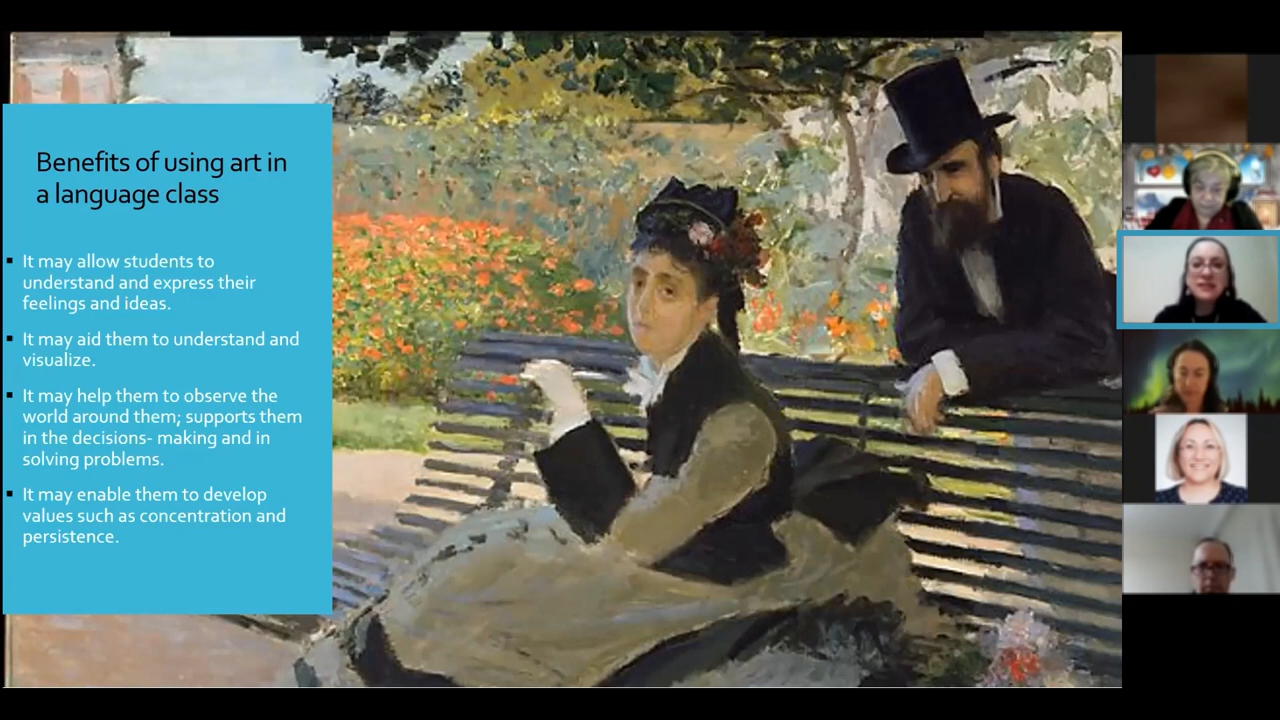 Benefits of using art in
a language class
▪ It may allow students to
understand and express their
feelings and ideas.
▪ It may aid them to understand and
visualize.
▪ It may help them to observe the
world around them; supports them
in the decisions- making and in
solving problems.
▪ It may enable them to develop
values such as concentration and
persistence.